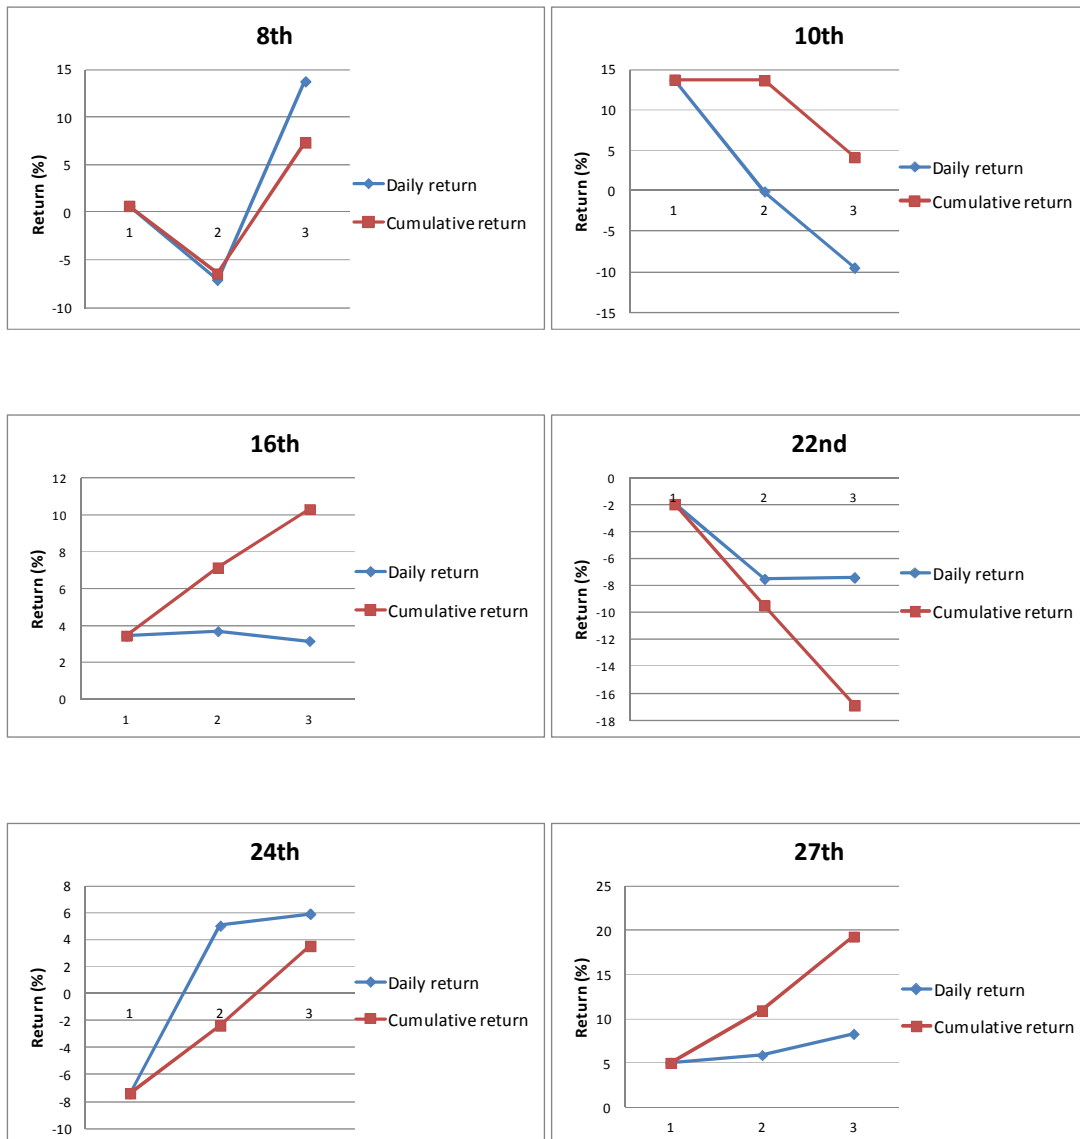 8th
15
10
5
0
-5
-10
1 2 3
Return (%)
Daily return
Cumulative return
10th
15
10
5
0
-5
-10
-15
1 2 3
Return (%)
Daily return
Cumulative return
16th
12
10
8
6
4
2
0
1 2 3
Return (%)
Daily return
Cumulative return
22nd
0
-2
-4
-6
-8
-10
-12
-14
-16
-18
1 2 3
Return (%)
Daily return
Cumulative return
24th
8
6
4
2
0
-2
-4
-6
-8
-10
1 2 3
Return (%)
Daily return
Cumulative return
27th
25
20
15
10
5
0
1 2 3
Return (%)
Daily return
Cumulative return